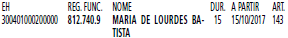 EH REG. FUNC. NOME DUR. A PARTIR ART.
300401000200000 812.740.9 MARIA DE LOURDES BA- 15 15/10/2017 143
TISTA